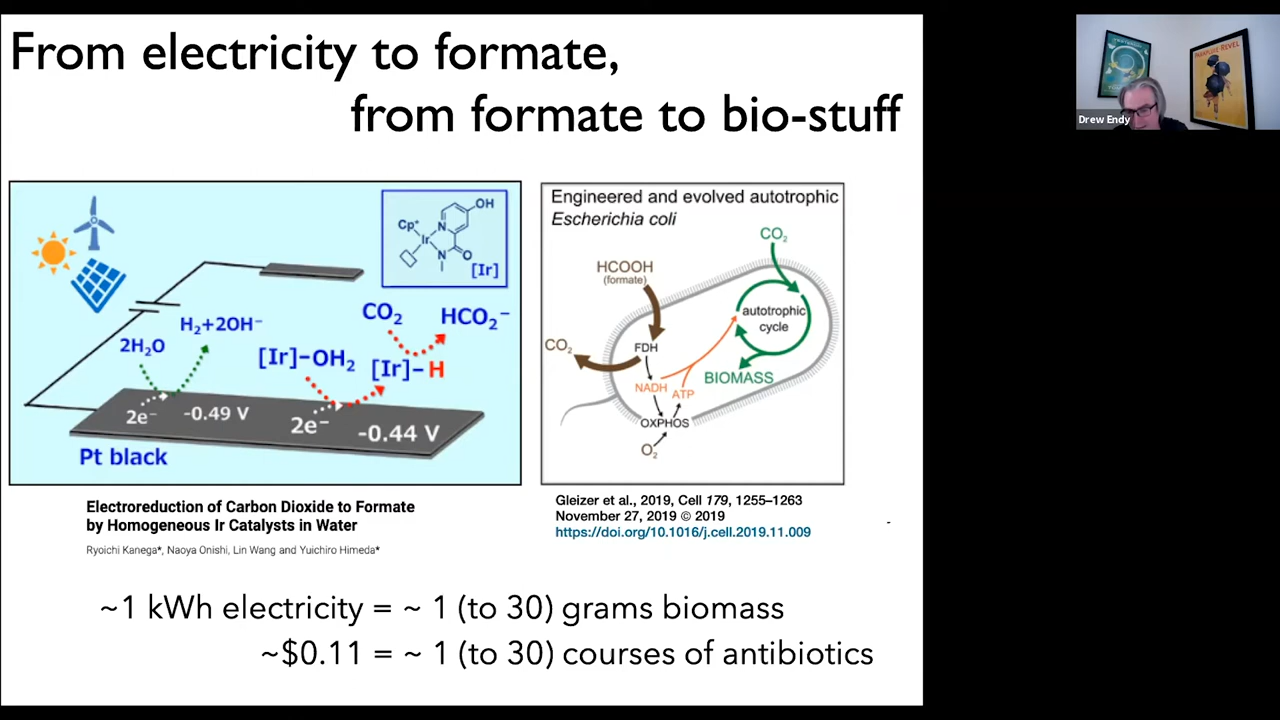 From electricity to formate,
from formate to bio-stuff
Drew Endy
PARAPLUIE-REVEL
OH
Cp*
N
Ir
N
O
[Ir]
H₂+2OH⁻
2H₂O
CO₂
HCO₂⁻
[Ir]–OH₂
[Ir]–H
2e⁻
-0.49 V
2e⁻
-0.44 V
Pt black
Engineered and evolved autotrophic
Escherichia coli
CO₂
HCOOH
(formate)
autotrophic
cycle
CO₂
FDH
NADH
ATP
BIOMASS
OXPHOS
O₂
Electroreduction of Carbon Dioxide to Formate
by Homogeneous Ir Catalysts in Water
Ryoichi Kanega*, Naoya Onishi, Lin Wang and Yuichiro Himeda*
Gleizer et al., 2019, Cell 179, 1255–1263
November 27, 2019 © 2019
https://doi.org/10.1016/j.cell.2019.11.009
~1 kWh electricity = ~ 1 (to 30) grams biomass
~$0.11 = ~ 1 (to 30) courses of antibiotics